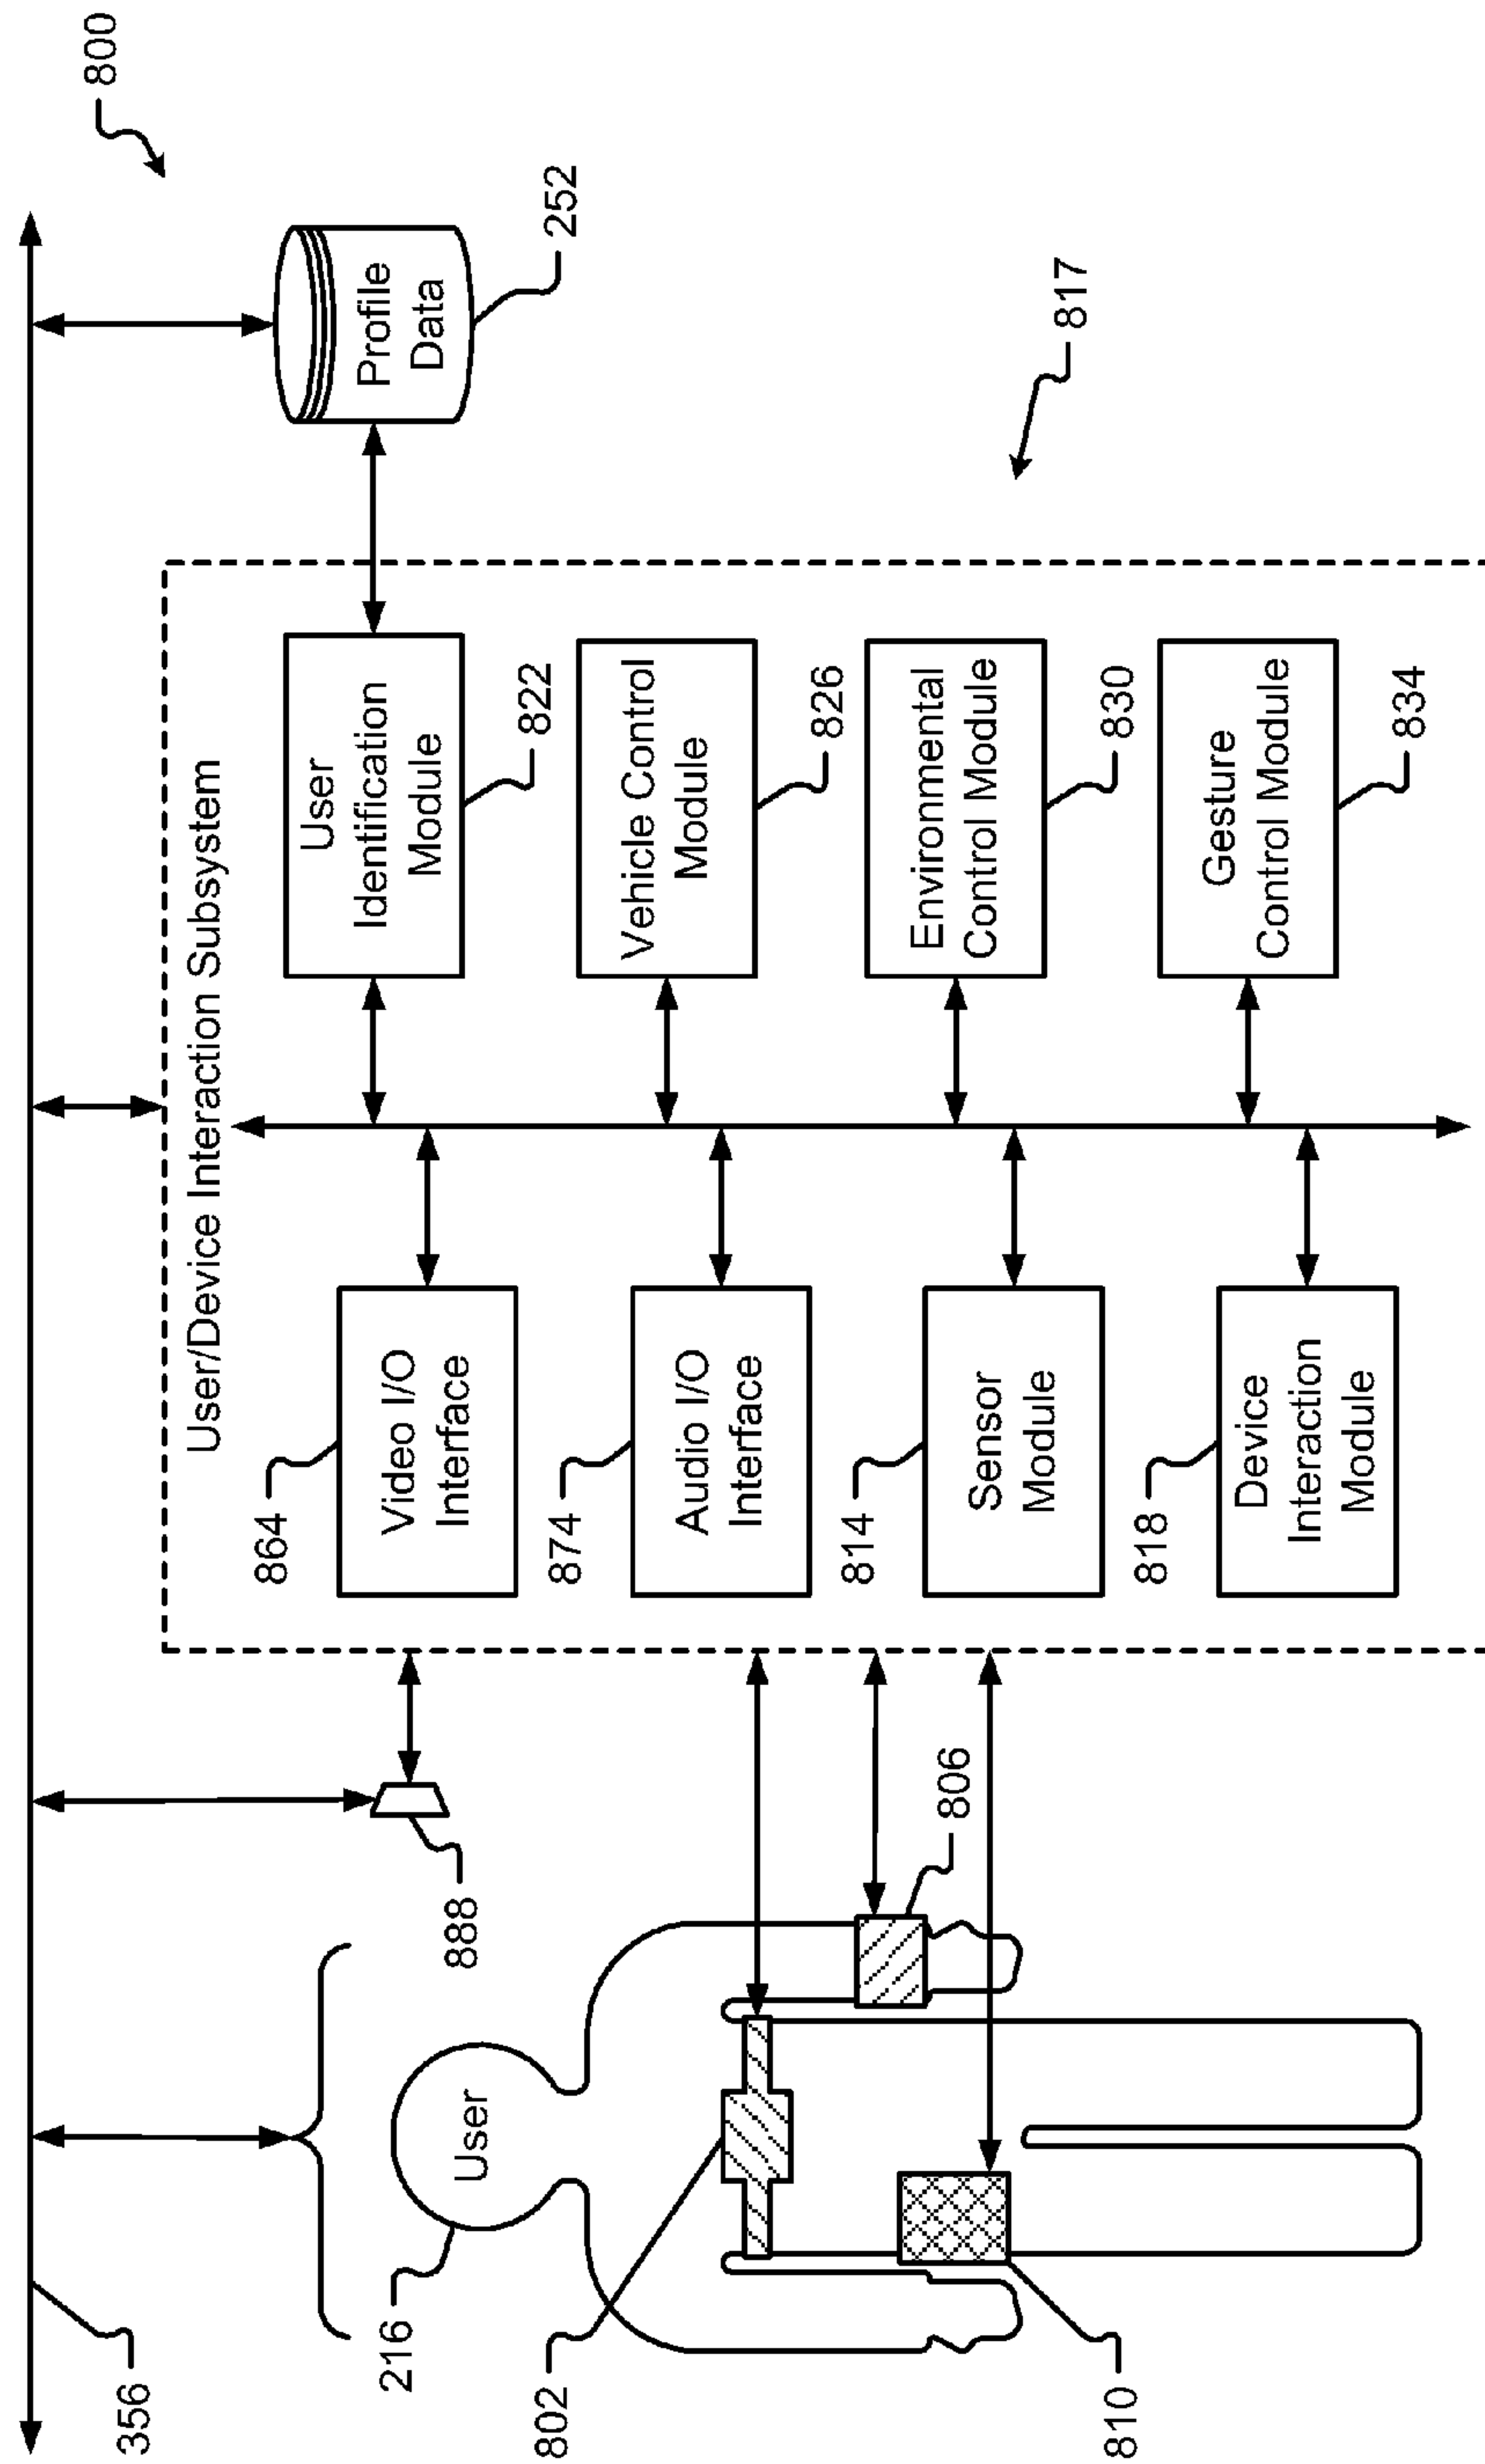 800
356
216
User
802
810
806
888
User/Device Interaction Subsystem
864
Video I/O
Interface
874
Audio I/O
Interface
814
Sensor
Module
818
Device
Interaction
Module
User
Identification
Module
822
Vehicle Control
Module
826
Environmental
Control Module
830
Gesture
Control Module
834
Profile
Data
252
817